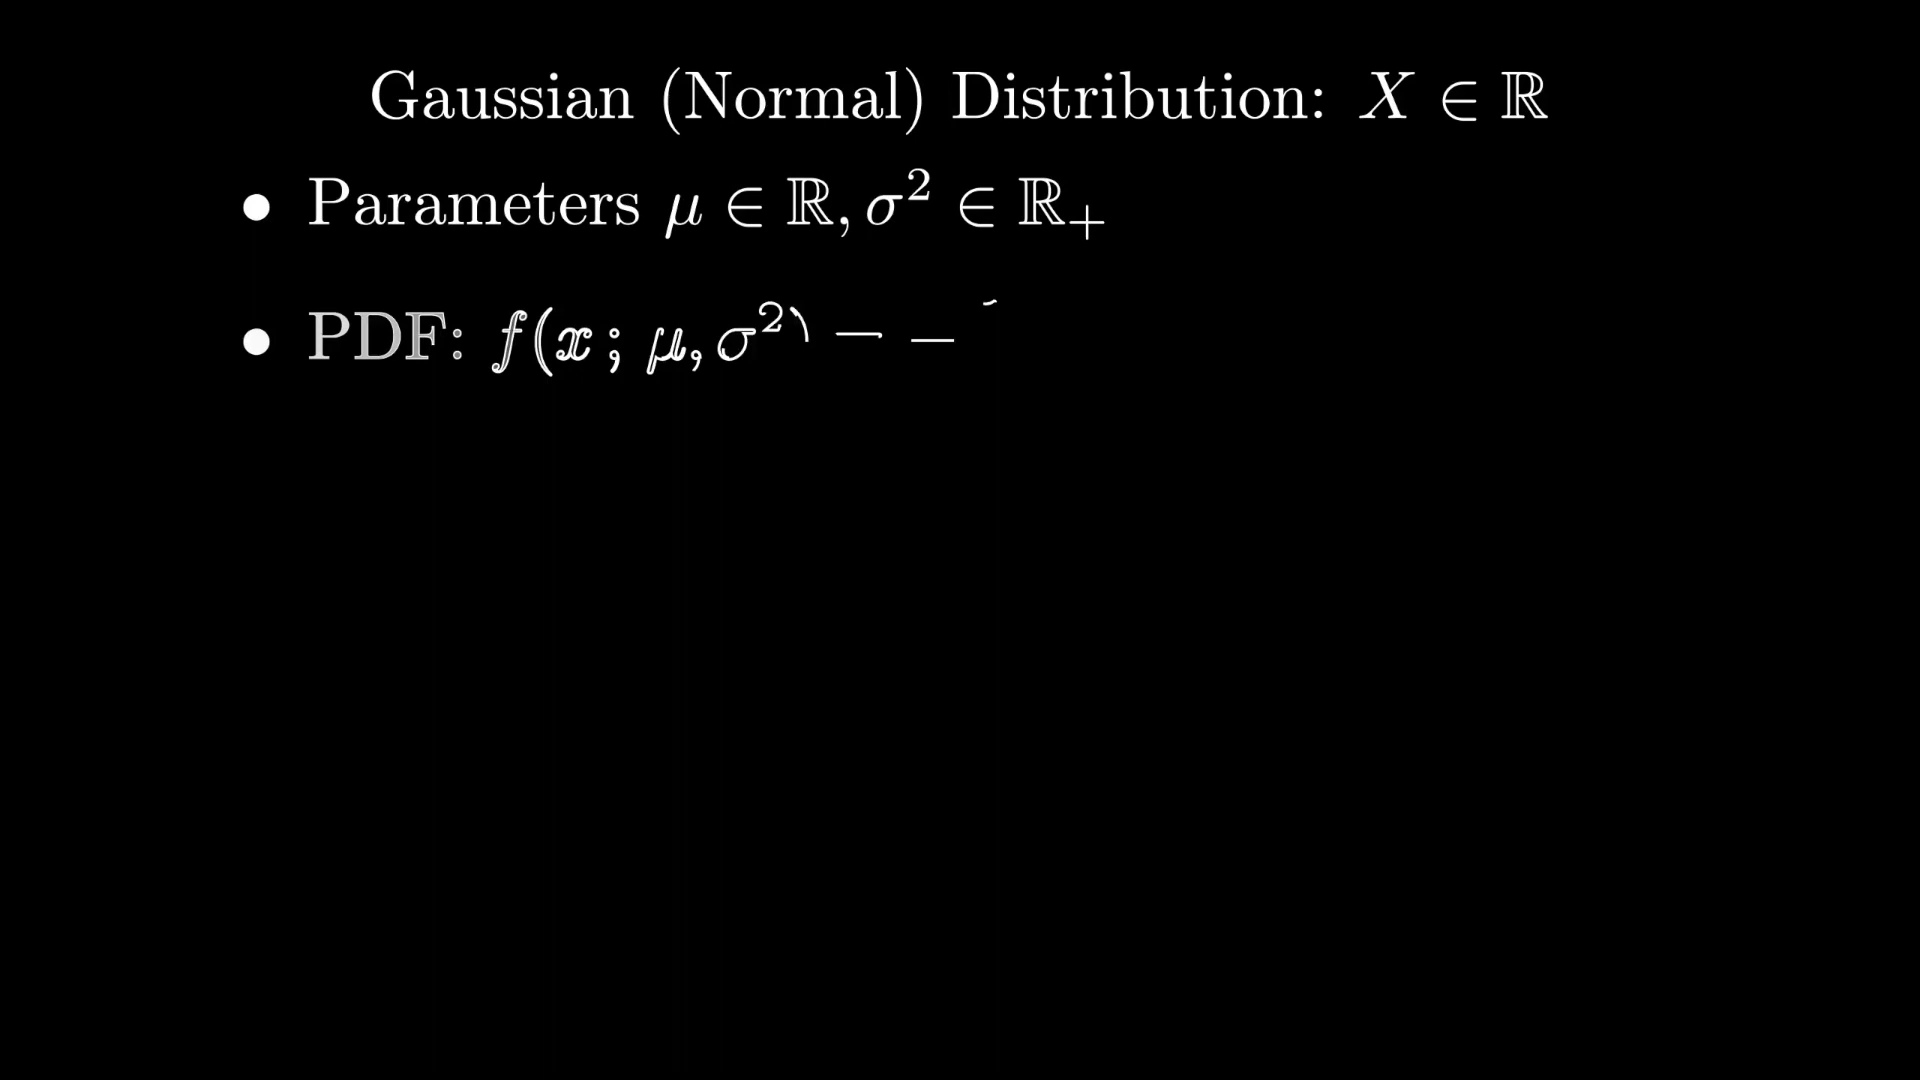 Gaussian (Normal) Distribution: X ∈ ℝ
• Parameters μ ∈ ℝ, σ² ∈ ℝ₊
• PDF: f(x; μ, σ²)